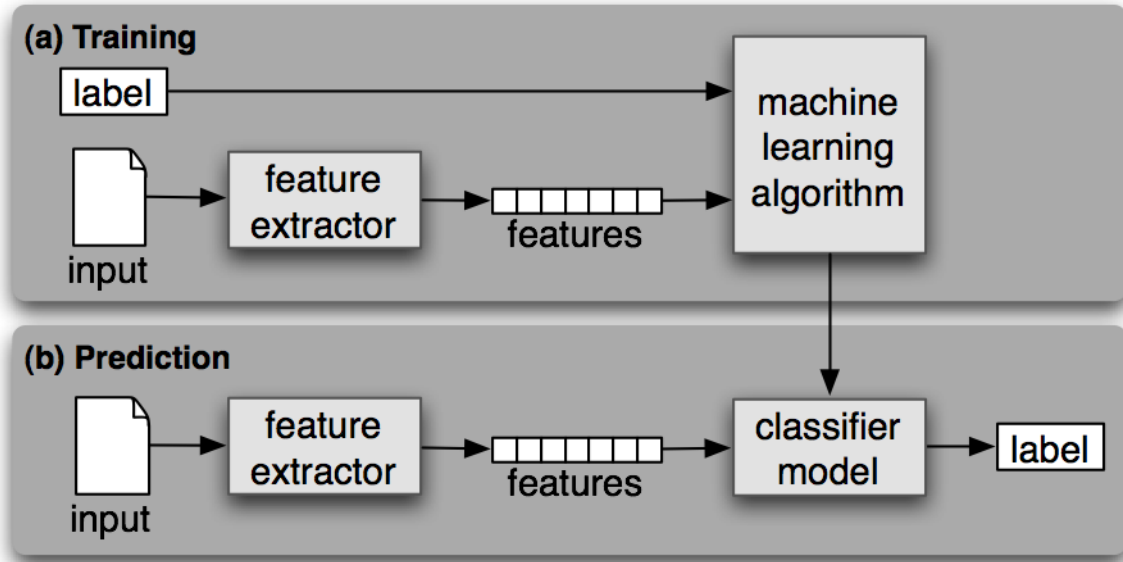 (a) Training
label
machine
learning
algorithm
feature
extractor
features
input
(b) Prediction
feature
extractor
features
classifier
model
label
input